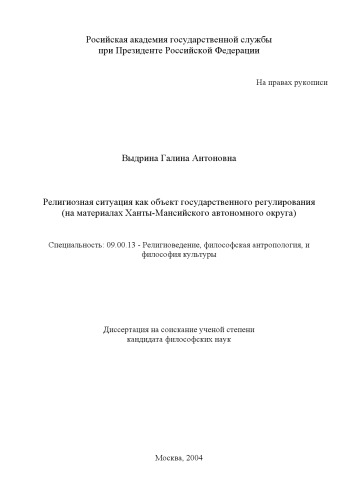 Росийская академия государственной службы
при Президенте Российской Федерации
На правах рукописи
Выдрина Галина Антоновна
Религиозная ситуация как объект государственного регулирования
(на материалах Ханты-Мансийского автономного округа)
Специальность: 09.00.13 - Религиоведение, философская антропология, и
философия культуры
Диссертация на соискание ученой степени
кандидата философских наук
Москва, 2004